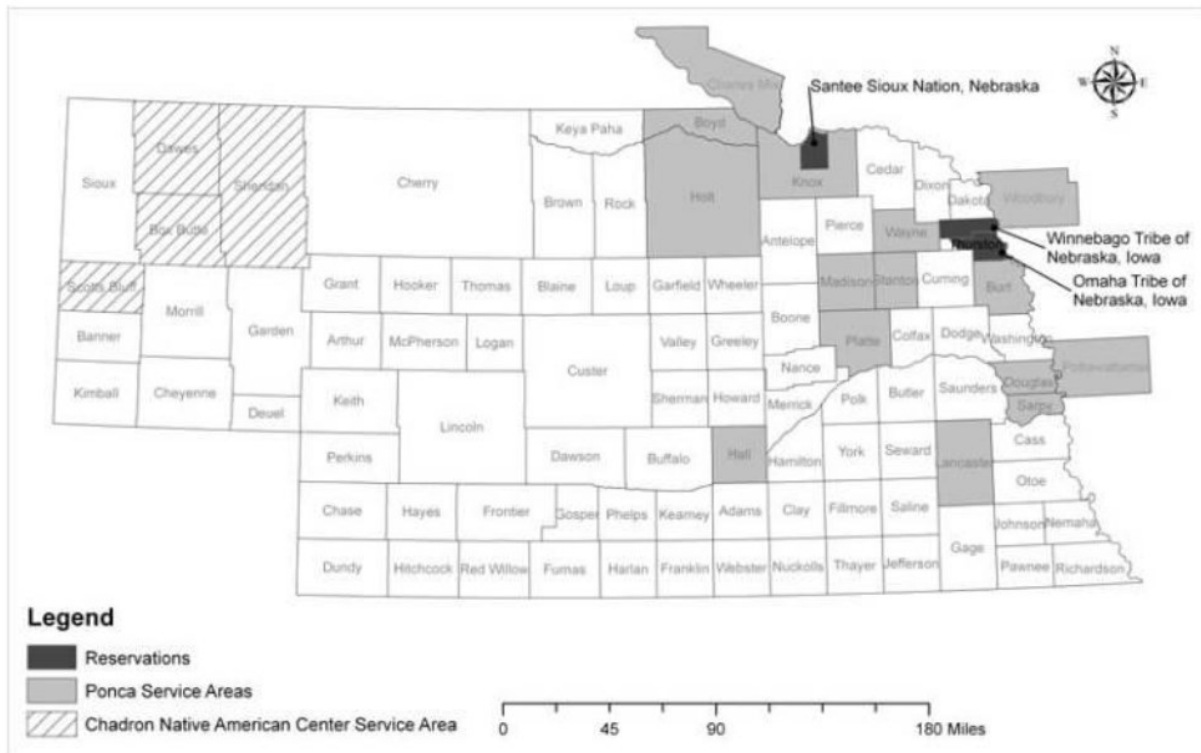 N
Charles Mix
W E
Santee Sioux Nation, Nebraska
S
Boyd
Keya Paha
Dawes
Sheridan
Cherry
Sioux
Knox
Cedar
Dixon
Dakota
Woodbury
Brown
Rock
Holt
Box Butte
Antelope
Pierce
Wayne
Thurston
Winnebago Tribe of
Nebraska, Iowa
Omaha Tribe of
Nebraska, Iowa
Scotts Bluff
Morrill
Garden
Grant
Hooker
Thomas
Blaine
Loup
Garfield
Wheeler
Madison
Stanton
Cuming
Burt
Banner
Arthur
McPherson
Logan
Custer
Valley
Greeley
Boone
Platte
Colfax
Dodge
Washington
Nance
Kimball
Cheyenne
Deuel
Keith
Lincoln
Sherman
Howard
Merrick
Polk
Butler
Saunders
Douglas
Pottawattamie
Sarpy
Perkins
Dawson
Buffalo
Hall
Hamilton
York
Seward
Lancaster
Cass
Otoe
Chase
Hayes
Frontier
Gosper
Phelps
Kearney
Adams
Clay
Fillmore
Saline
Gage
Johnson
Nemaha
Dundy
Hitchcock
Red Willow
Furnas
Harlan
Franklin
Webster
Nuckolls
Thayer
Jefferson
Pawnee
Richardson
Legend
Reservations
Ponca Service Areas
Chadron Native American Center Service Area
0 45 90 180 Miles